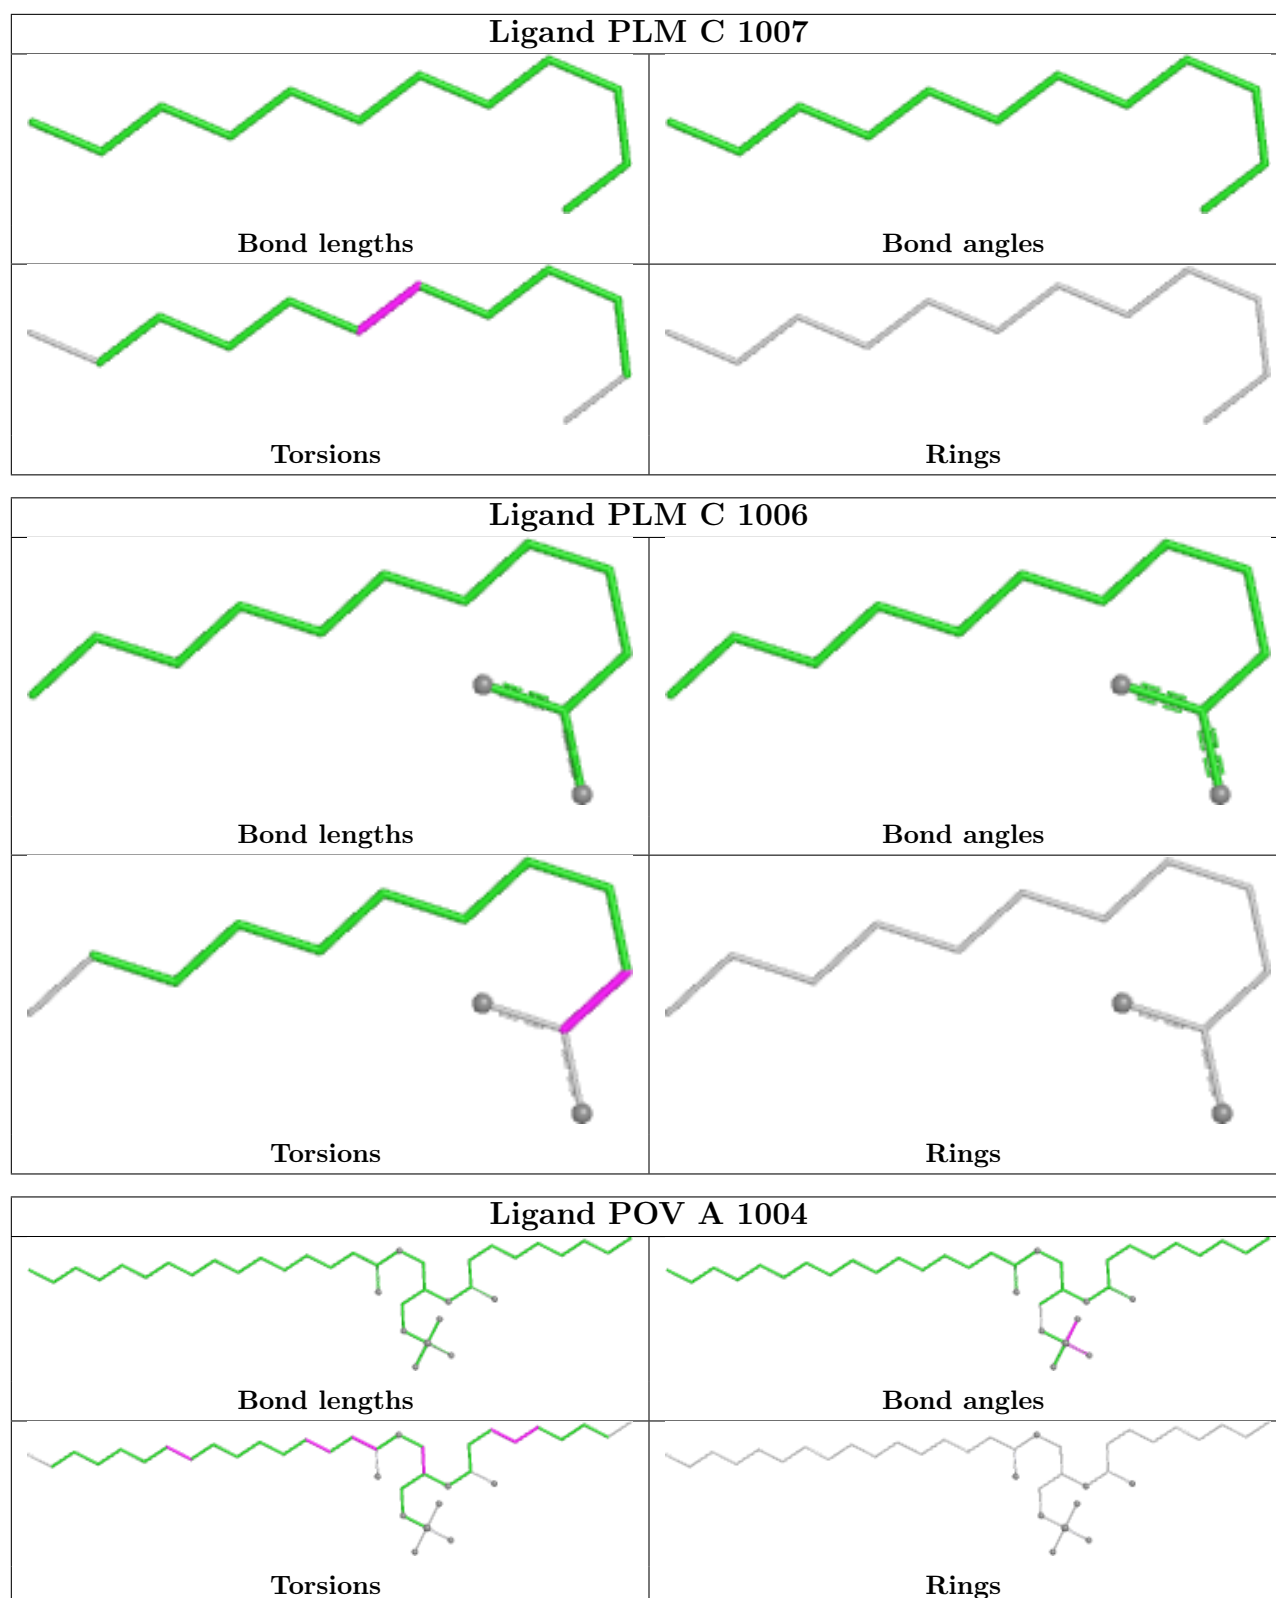 Ligand PLM C 1007
Bond lengths
Bond angles
Torsions
Rings
Ligand PLM C 1006
Bond lengths
Bond angles
Torsions
Rings
Ligand POV A 1004
Bond lengths
Bond angles
Torsions
Rings